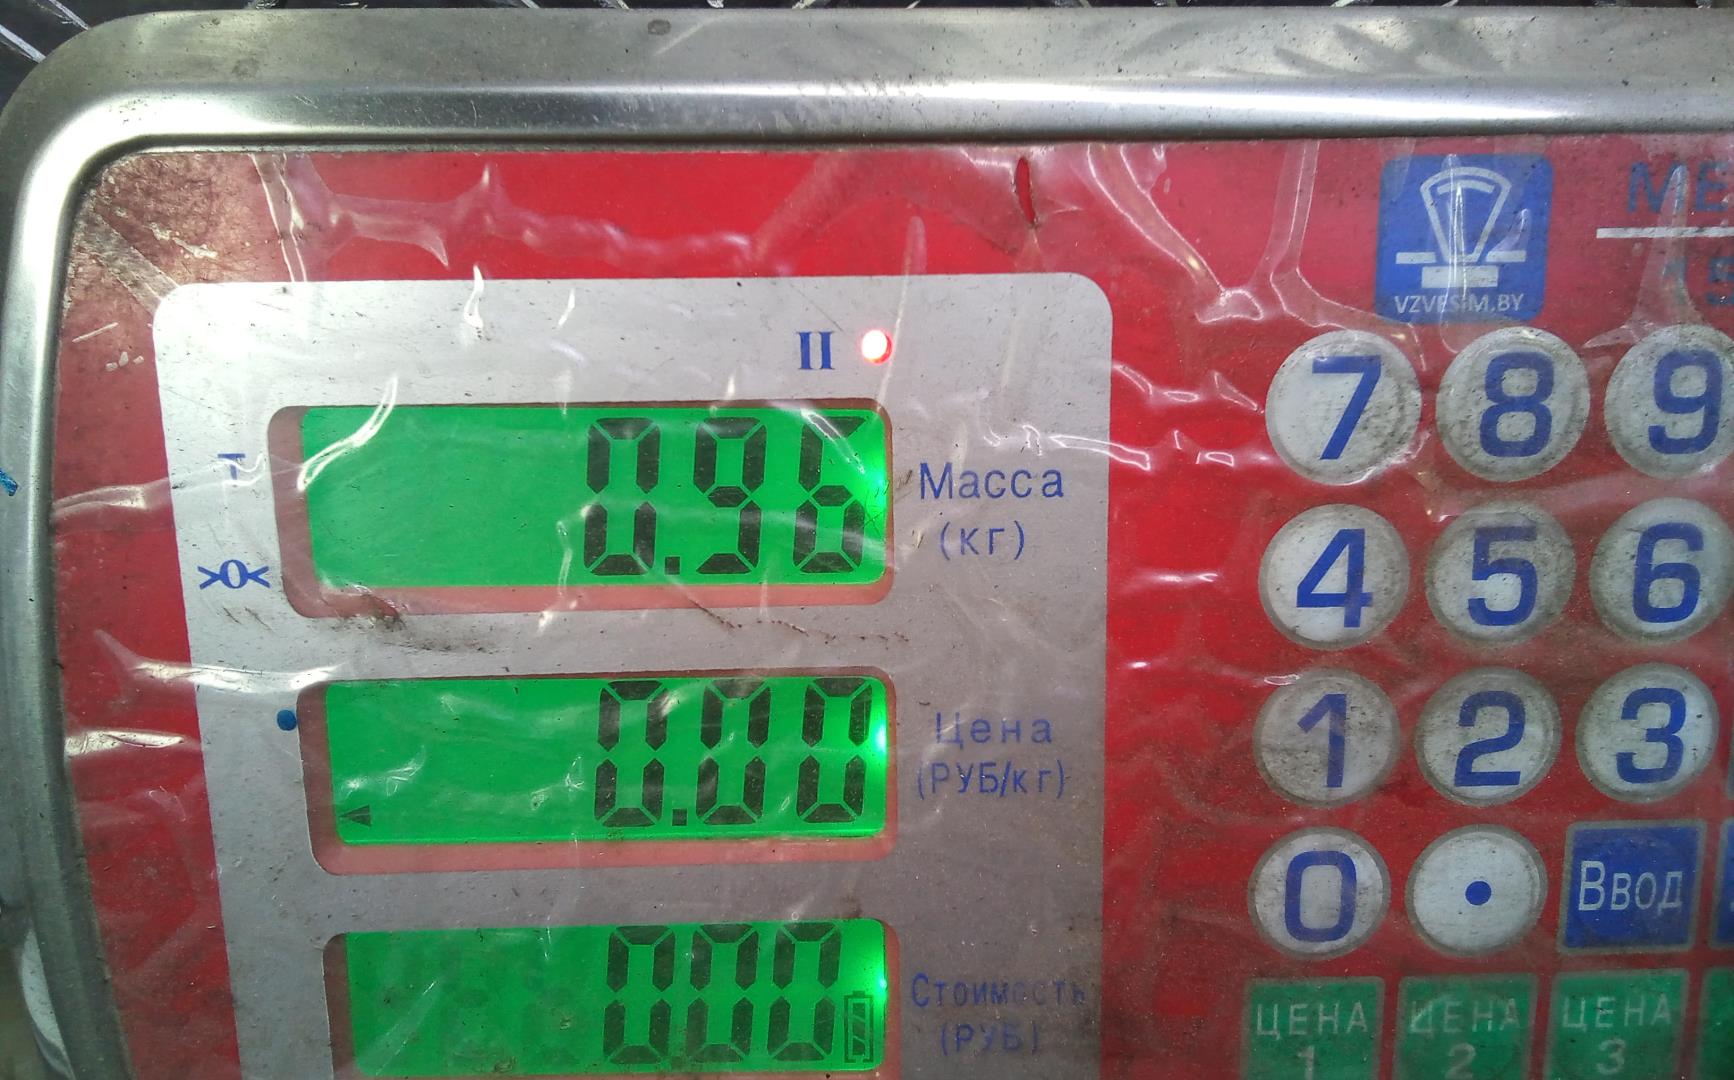 II
T
0.96
Масса
(кг)
>0<
0.00
Цена
(РУБ/кг)
000
Стоимость
(РУБ)
VZVESIM.BY
7 8 9
4 5 6
1 2 3
0 • Ввод
ЦЕНА 1
ЦЕНА 2
ЦЕНА 3